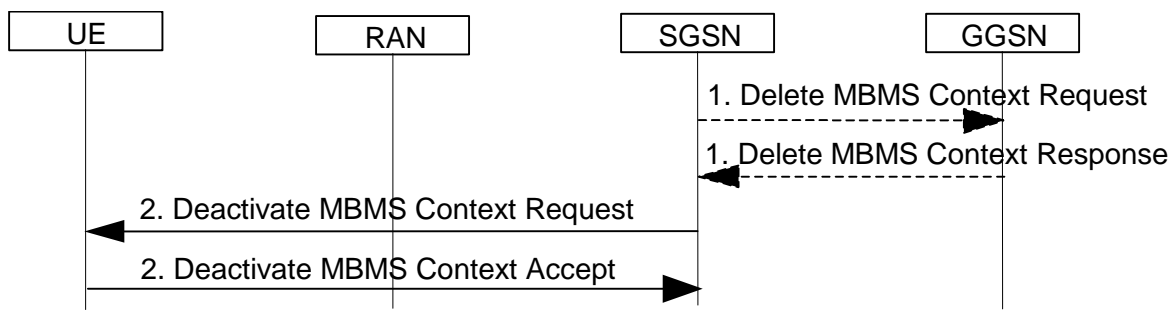 UE
RAN
SGSN
GGSN
1. Delete MBMS Context Request
1. Delete MBMS Context Response
2. Deactivate MBMS Context Request
2. Deactivate MBMS Context Accept